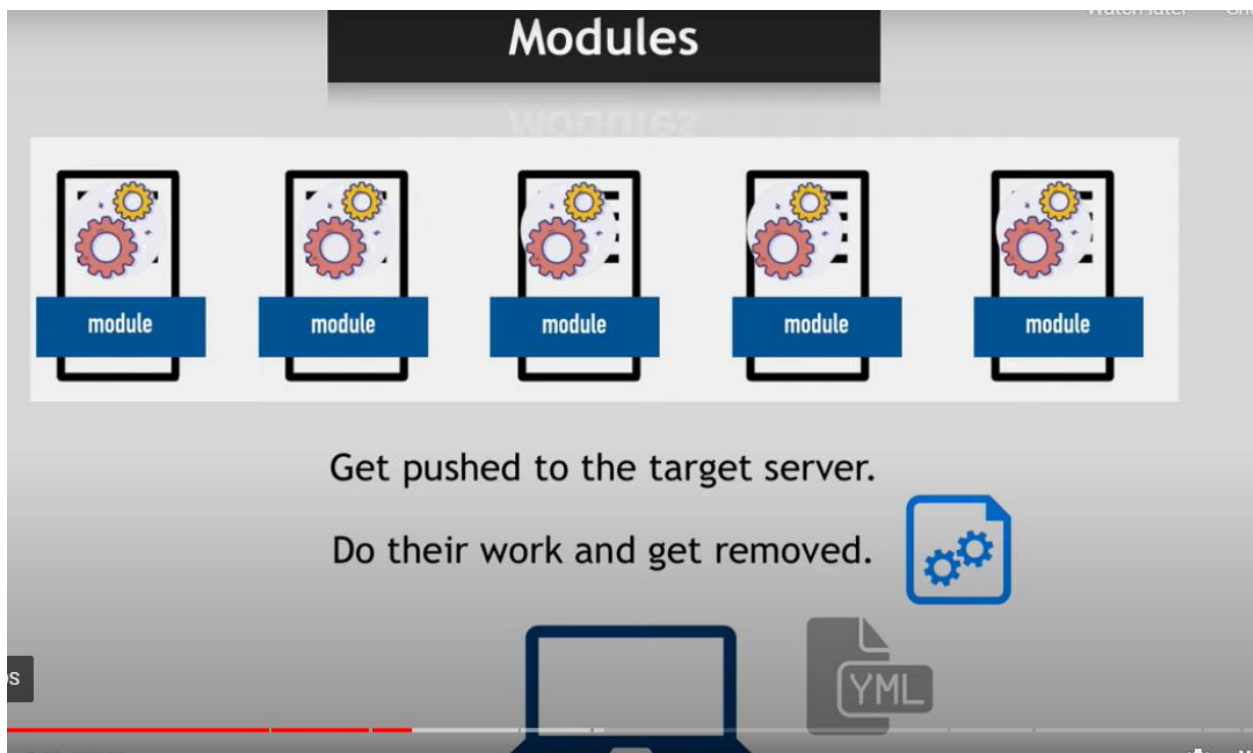 Modules
module module module module module
Get pushed to the target server.
Do their work and get removed.
YML